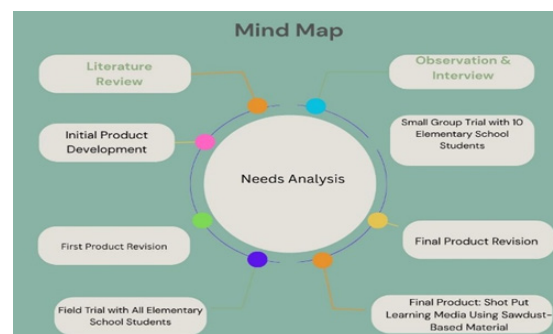 Mind Map
Literature
Review
Observation &
Interview
Initial Product
Development
Small Group Trial with 10
Elementary School
Students
Needs Analysis
First Product Revision
Final Product Revision
Field Trial with All Elementary
School Students
Final Product: Shot Put
Learning Media Using Sawdust-
Based Material